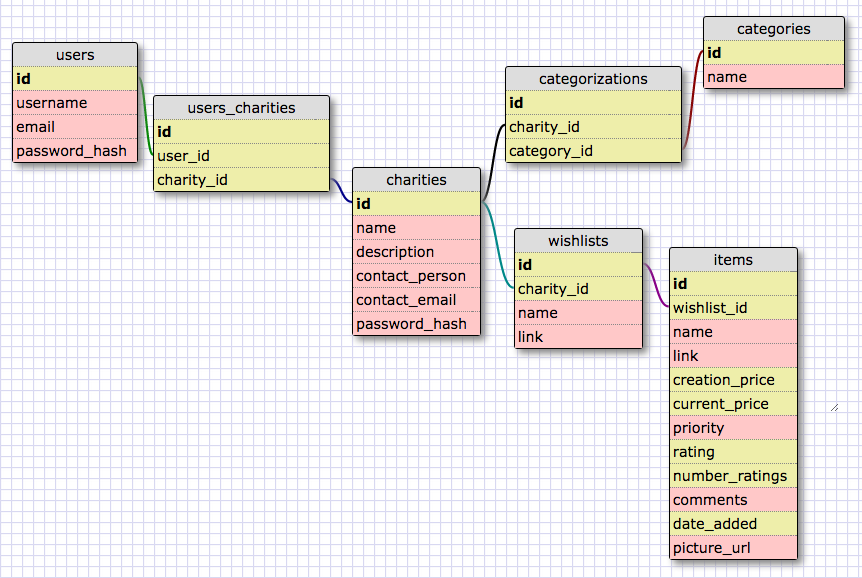 users
id
username
email
password_hash
users_charities
id
user_id
charity_id
charities
id
name
description
contact_person
contact_email
password_hash
categorizations
id
charity_id
category_id
categories
id
name
wishlists
id
charity_id
name
link
items
id
wishlist_id
name
link
creation_price
current_price
priority
rating
number_ratings
comments
date_added
picture_url